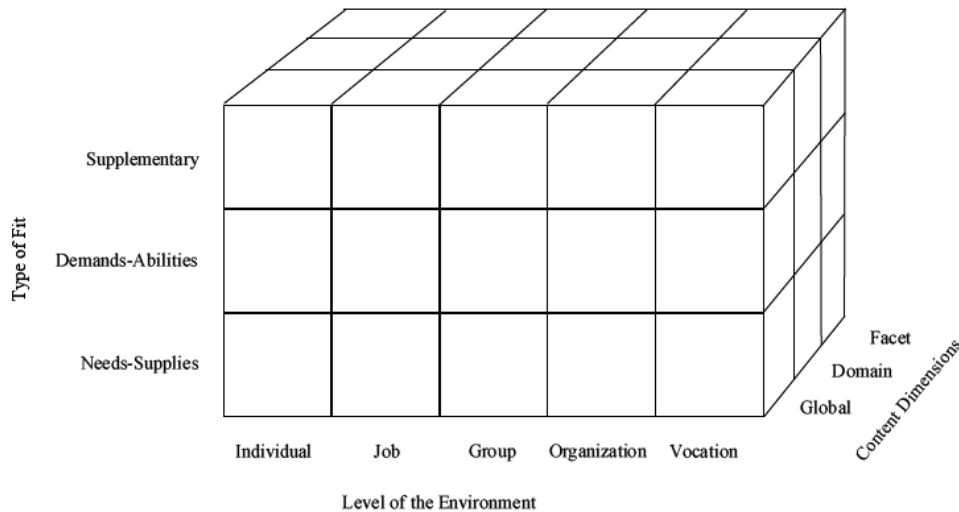 Supplementary
Type of Fit
Demands-Abilities
Needs-Supplies
Facet
Domain
Global
Content Dimensions
Individual Job Group Organization Vocation
Level of the Environment